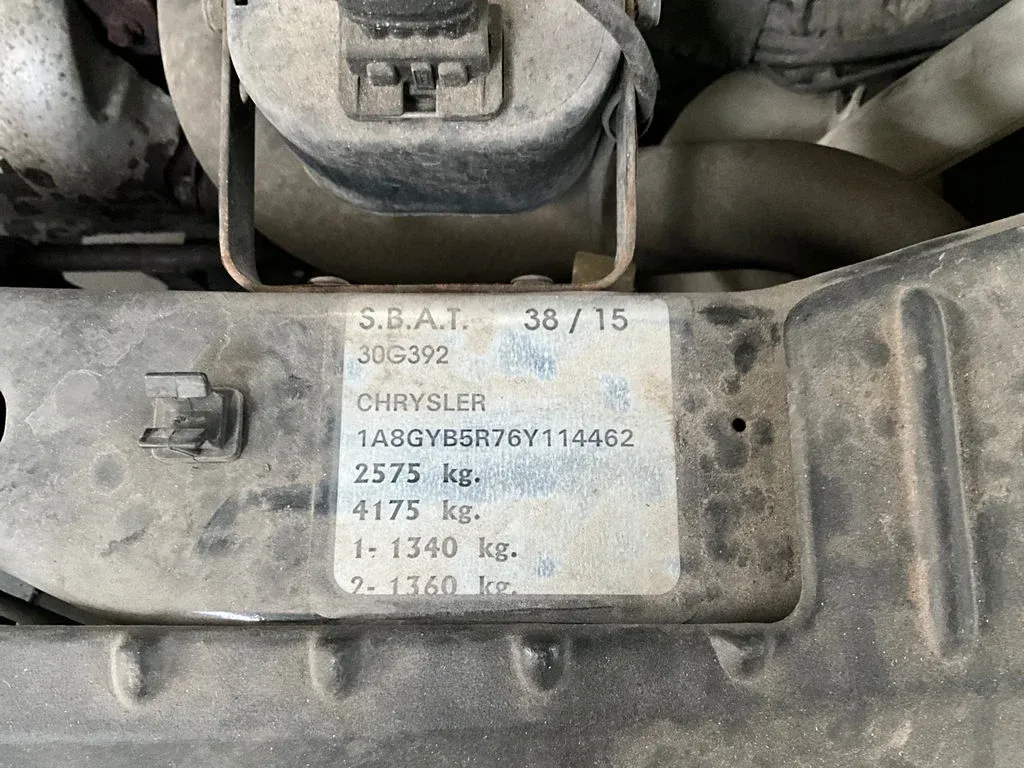 S.B.A.T. 38 / 15
30G392
CHRYSLER
1A8GYB5R76Y114462
2575 kg.
4175 kg.
1- 1340 kg.
2- 1360 kg.